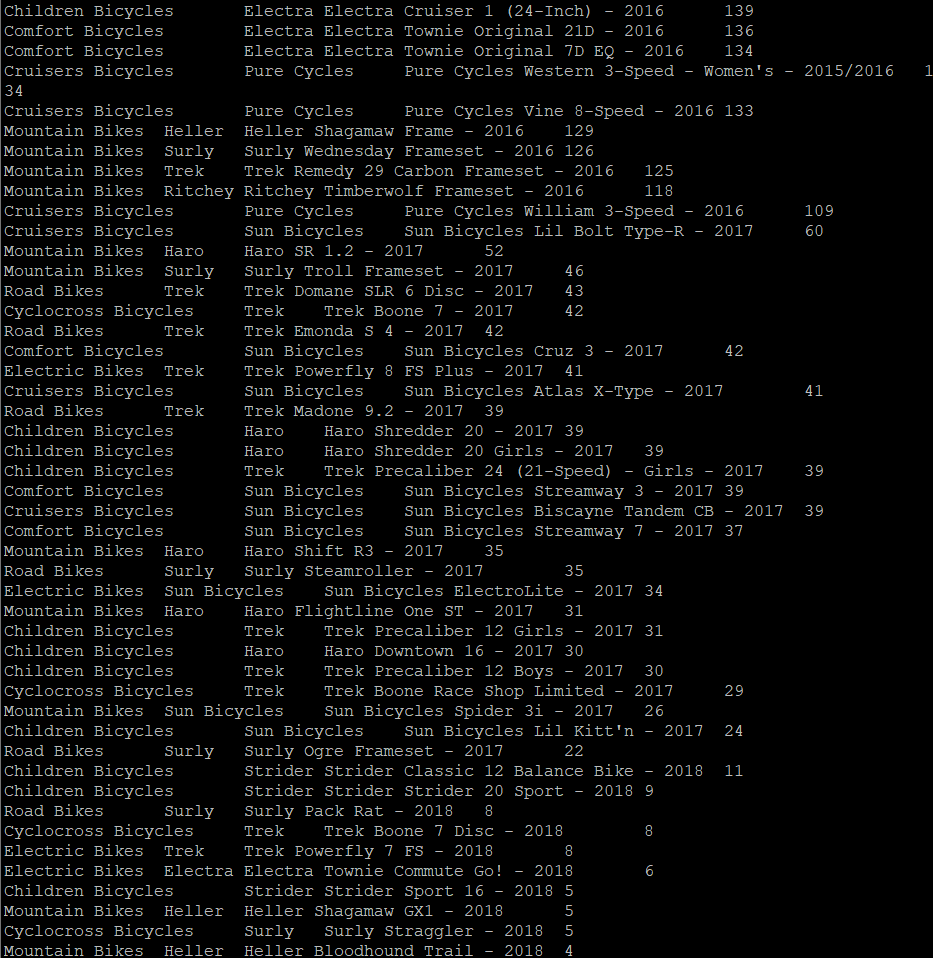 Children Bicycles	Electra	Electra Cruiser 1 (24-Inch) - 2016	139
Comfort Bicycles	Electra	Electra Townie Original 21D - 2016	136
Comfort Bicycles	Electra	Electra Townie Original 7D EQ - 2016	134
Cruisers Bicycles	Pure Cycles	Pure Cycles Western 3-Speed - Women's - 2015/2016	1
34
Cruisers Bicycles	Pure Cycles	Pure Cycles Vine 8-Speed - 2016	133
Mountain Bikes	Heller	Heller Shagamaw Frame - 2016	129
Mountain Bikes	Surly	Surly Wednesday Frameset - 2016	126
Mountain Bikes	Trek	Trek Remedy 29 Carbon Frameset - 2016	125
Mountain Bikes	Ritchey	Ritchey Timberwolf Frameset - 2016	118
Cruisers Bicycles	Pure Cycles	Pure Cycles William 3-Speed - 2016	109
Cruisers Bicycles	Sun Bicycles	Sun Bicycles Lil Bolt Type-R - 2017	60
Mountain Bikes	Haro	Haro SR 1.2 - 2017	52
Mountain Bikes	Surly	Surly Troll Frameset - 2017	46
Road Bikes	Trek	Trek Domane SLR 6 Disc - 2017	43
Cyclocross Bicycles	Trek	Trek Boone 7 - 2017	42
Road Bikes	Trek	Trek Emonda S 4 - 2017	42
Comfort Bicycles	Sun Bicycles	Sun Bicycles Cruz 3 - 2017	42
Electric Bikes	Trek	Trek Powerfly 8 FS Plus - 2017	41
Cruisers Bicycles	Sun Bicycles	Sun Bicycles Atlas X-Type - 2017	41
Road Bikes	Trek	Trek Madone 9.2 - 2017	39
Children Bicycles	Haro	Haro Shredder 20 - 2017	39
Children Bicycles	Haro	Haro Shredder 20 Girls - 2017	39
Children Bicycles	Trek	Trek Precaliber 24 (21-Speed) - Girls - 2017	39
Comfort Bicycles	Sun Bicycles	Sun Bicycles Streamway 3 - 2017	39
Cruisers Bicycles	Sun Bicycles	Sun Bicycles Biscayne Tandem CB - 2017	39
Comfort Bicycles	Sun Bicycles	Sun Bicycles Streamway 7 - 2017	37
Mountain Bikes	Haro	Haro Shift R3 - 2017	35
Road Bikes	Surly	Surly Steamroller - 2017	35
Electric Bikes	Sun Bicycles	Sun Bicycles ElectroLite - 2017	34
Mountain Bikes	Haro	Haro Flightline One ST - 2017	31
Children Bicycles	Trek	Trek Precaliber 12 Girls - 2017	31
Children Bicycles	Haro	Haro Downtown 16 - 2017	30
Children Bicycles	Trek	Trek Precaliber 12 Boys - 2017	30
Cyclocross Bicycles	Trek	Trek Boone Race Shop Limited - 2017	29
Mountain Bikes	Sun Bicycles	Sun Bicycles Spider 3i - 2017	26
Children Bicycles	Sun Bicycles	Sun Bicycles Lil Kitt'n - 2017	24
Road Bikes	Surly	Surly Ogre Frameset - 2017	22
Children Bicycles	Strider	Strider Classic 12 Balance Bike - 2018	11
Children Bicycles	Strider	Strider Strider 20 Sport - 2018	9
Road Bikes	Surly	Surly Pack Rat - 2018	8
Cyclocross Bicycles	Trek	Trek Boone 7 Disc - 2018	8
Electric Bikes	Trek	Trek Powerfly 7 FS - 2018	8
Electric Bikes	Electra	Electra Townie Commute Go! - 2018	6
Children Bicycles	Strider	Strider Sport 16 - 2018	5
Mountain Bikes	Heller	Heller Shagamaw GX1 - 2018	5
Cyclocross Bicycles	Surly	Surly Straggler - 2018	5
Mountain Bikes	Heller	Heller Bloodhound Trail - 2018	4